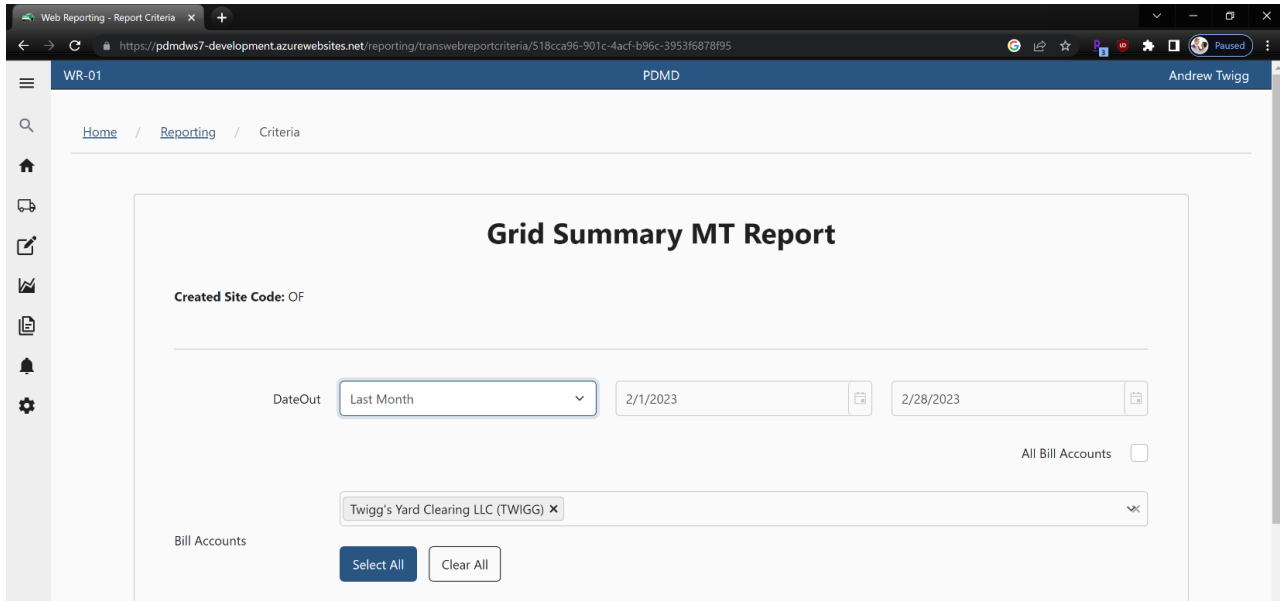 Web Reporting - Report Criteria
https://pdmdws7-development.azurewebsites.net/reporting/transwebreportcriteria/518cca96-901c-4acf-b96c-3953f6878f95
3
Paused
WR-01 PDMD Andrew Twigg
Home / Reporting / Criteria
Grid Summary MT Report
Created Site Code: OF
DateOut Last Month 2/1/2023 2/28/2023
All Bill Accounts
Twigg's Yard Clearing LLC (TWIGG)
Bill Accounts
Select All Clear All